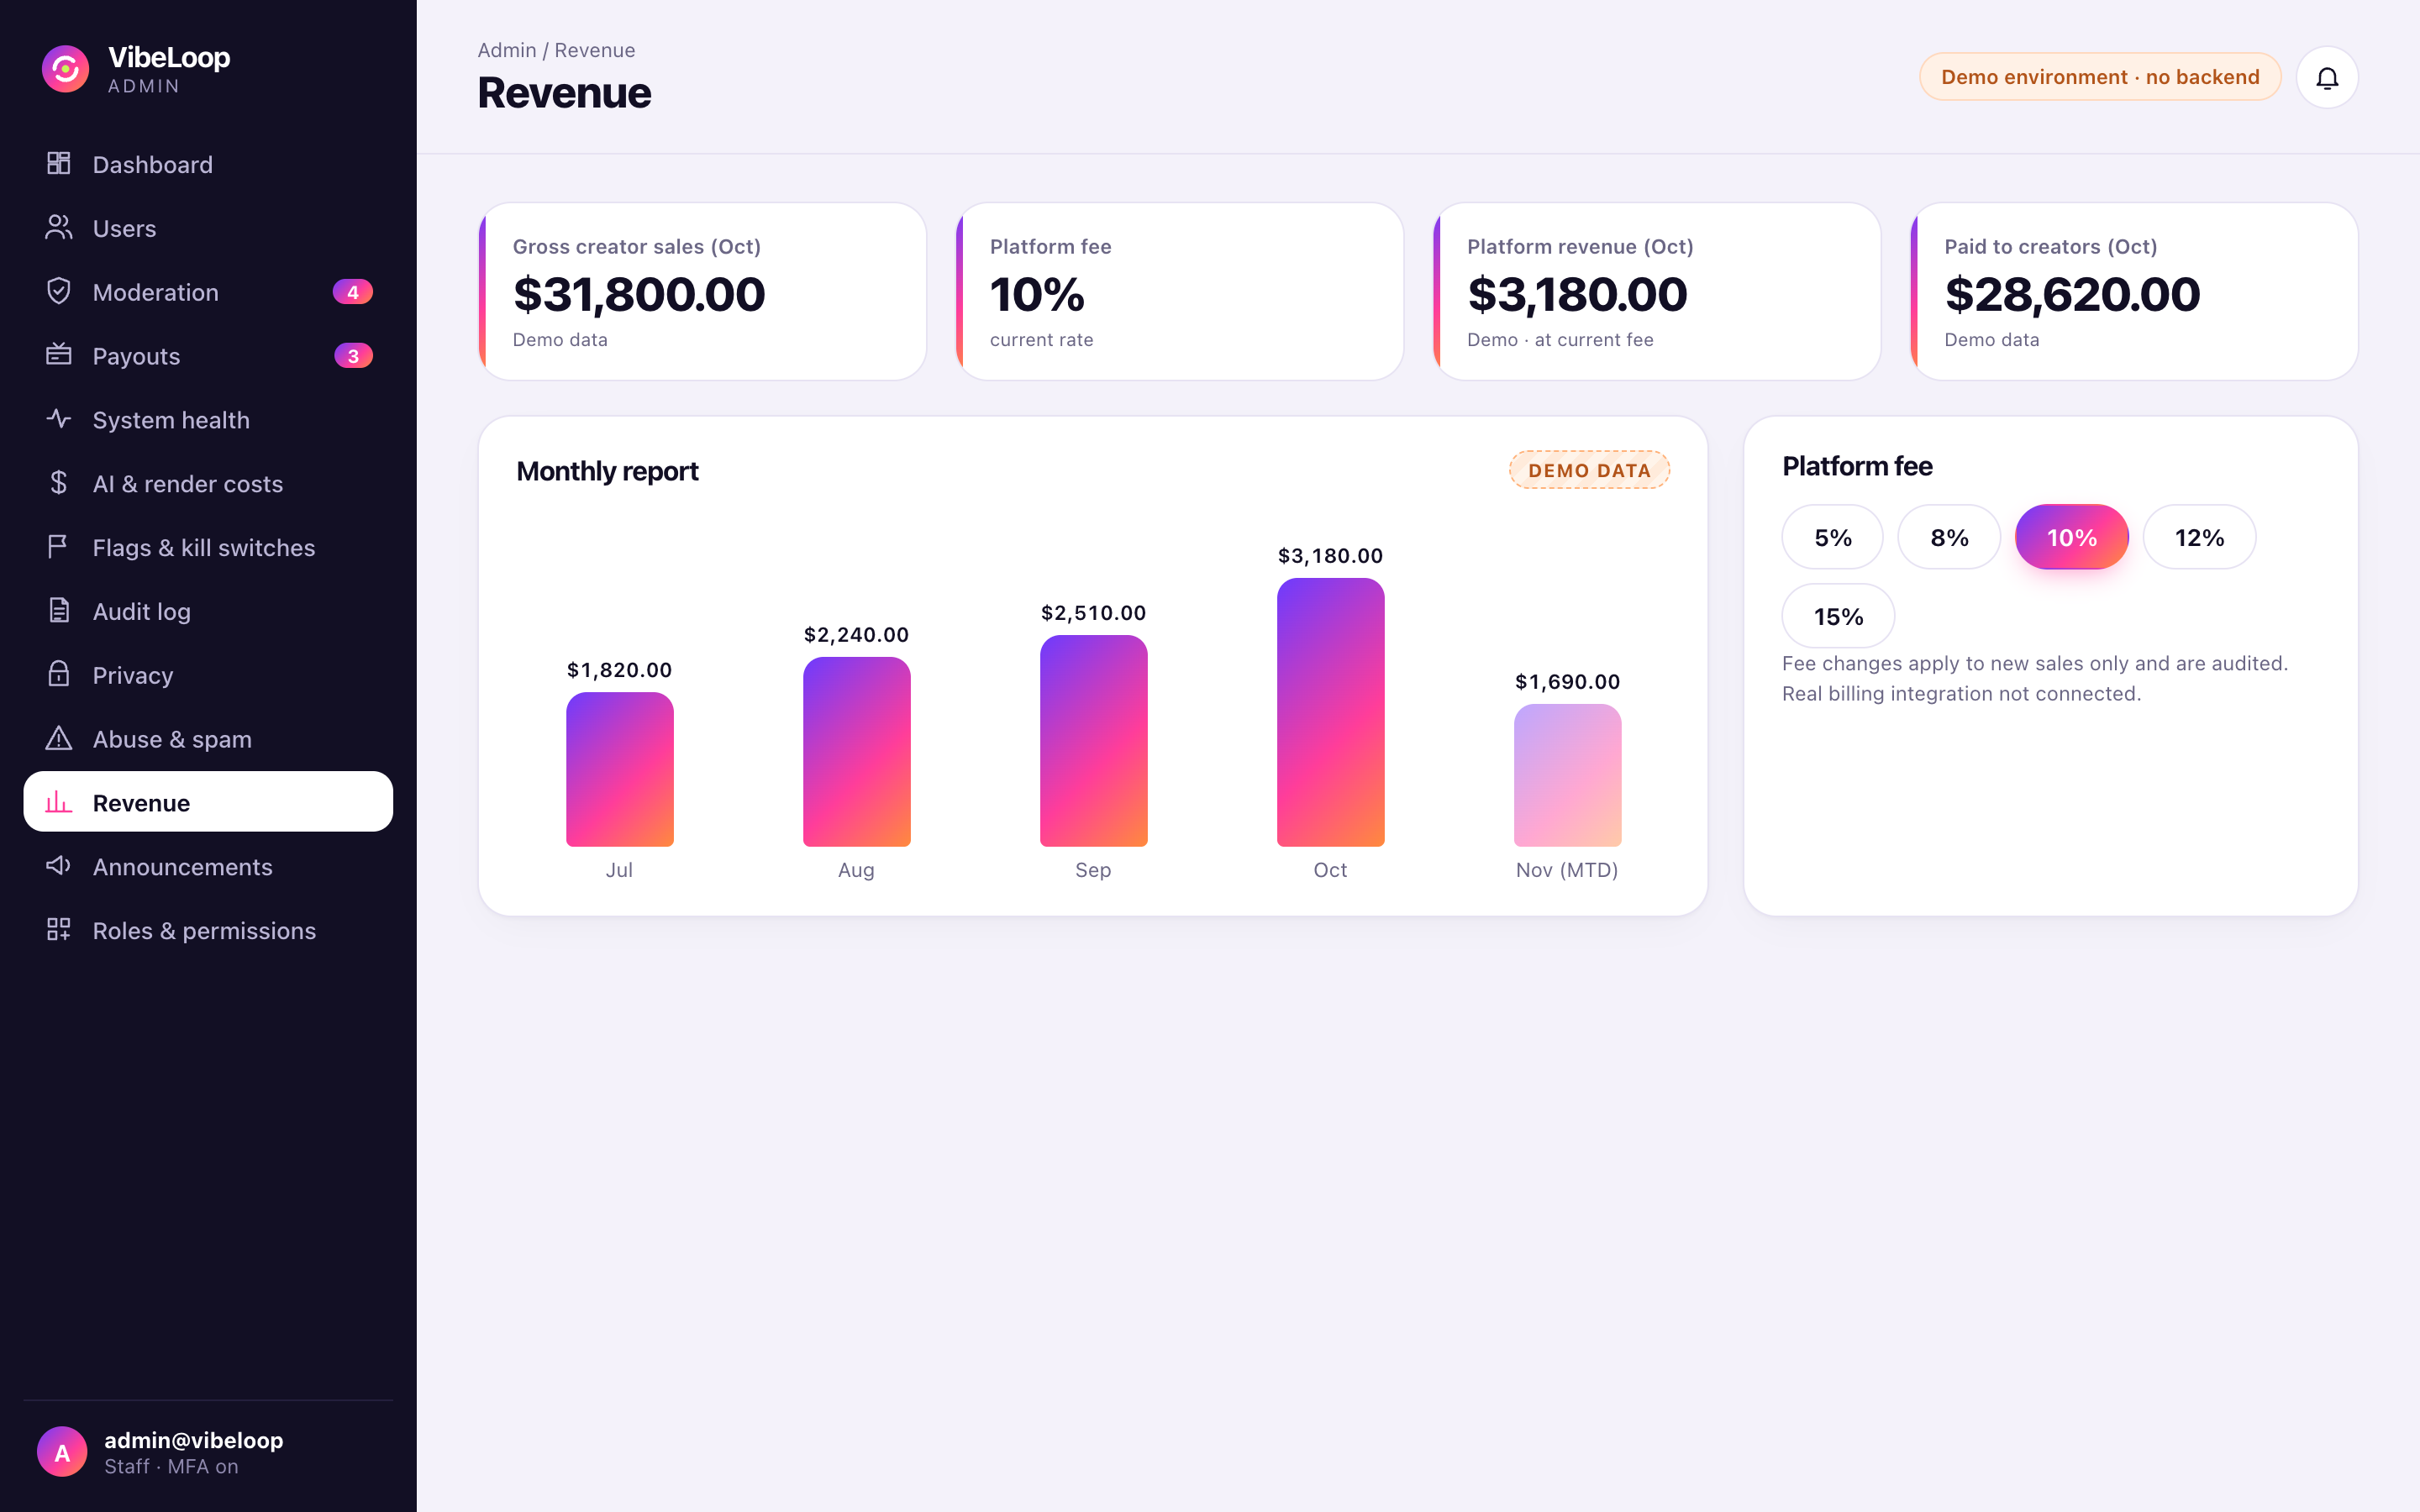 VibeLoop
ADMIN
Dashboard
Users
Moderation 4
Payouts 3
System health
AI & render costs
Flags & kill switches
Audit log
Privacy
Abuse & spam
Revenue
Announcements
Roles & permissions
A
admin@vibeloop
Staff · MFA on
Admin / Revenue
Revenue
Demo environment · no backend
Gross creator sales (Oct)
$31,800.00
Demo data
Platform fee
10%
current rate
Platform revenue (Oct)
$3,180.00
Demo · at current fee
Paid to creators (Oct)
$28,620.00
Demo data
Monthly report
DEMO DATA
$1,820.00
$2,240.00
$2,510.00
$3,180.00
$1,690.00
Jul
Aug
Sep
Oct
Nov (MTD)
Platform fee
5%
8%
10%
12%
15%
Fee changes apply to new sales only and are audited.
Real billing integration not connected.